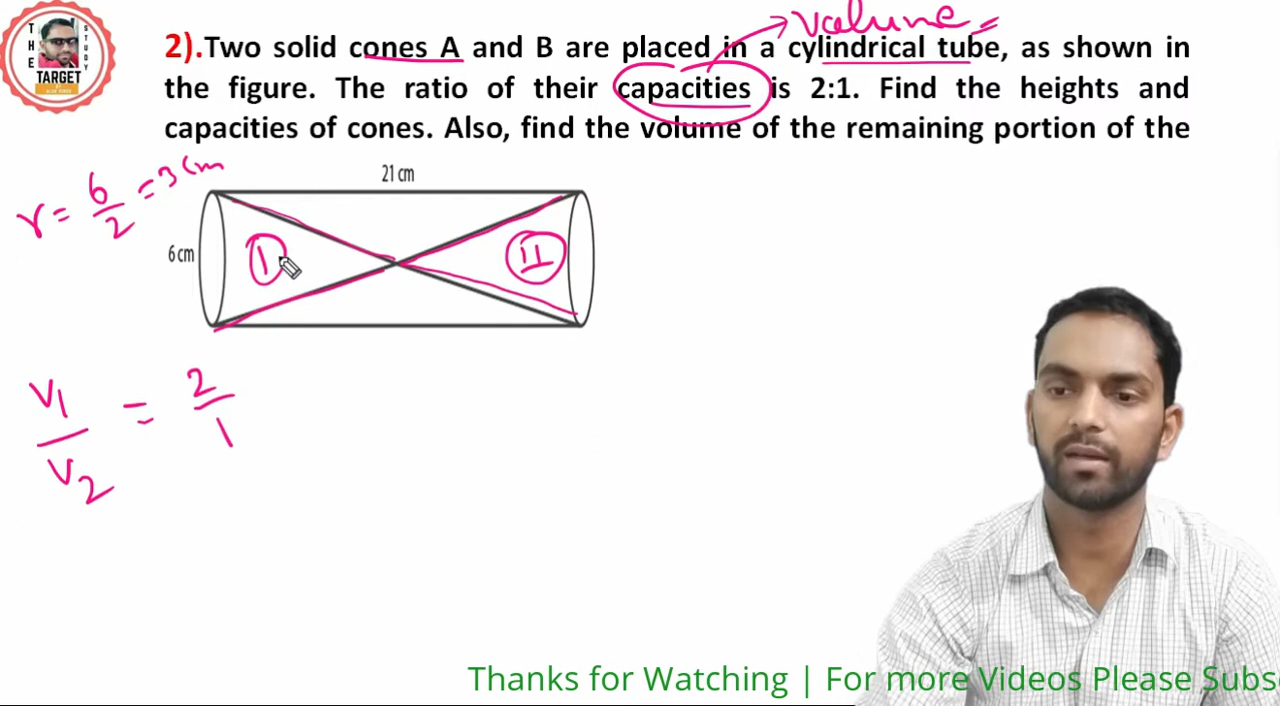 volume =
2).Two solid cones A and B are placed in a cylindrical tube, as shown in
the figure. The ratio of their capacities is 2:1. Find the heights and
capacities of cones. Also, find the volume of the remaining portion of the
THE
TARGET
STUDY
r = 6/2 = 3 cm
21 cm
6 cm
I
II
V1/V2 = 2/1
Thanks for Watching | For more Videos Please Subs